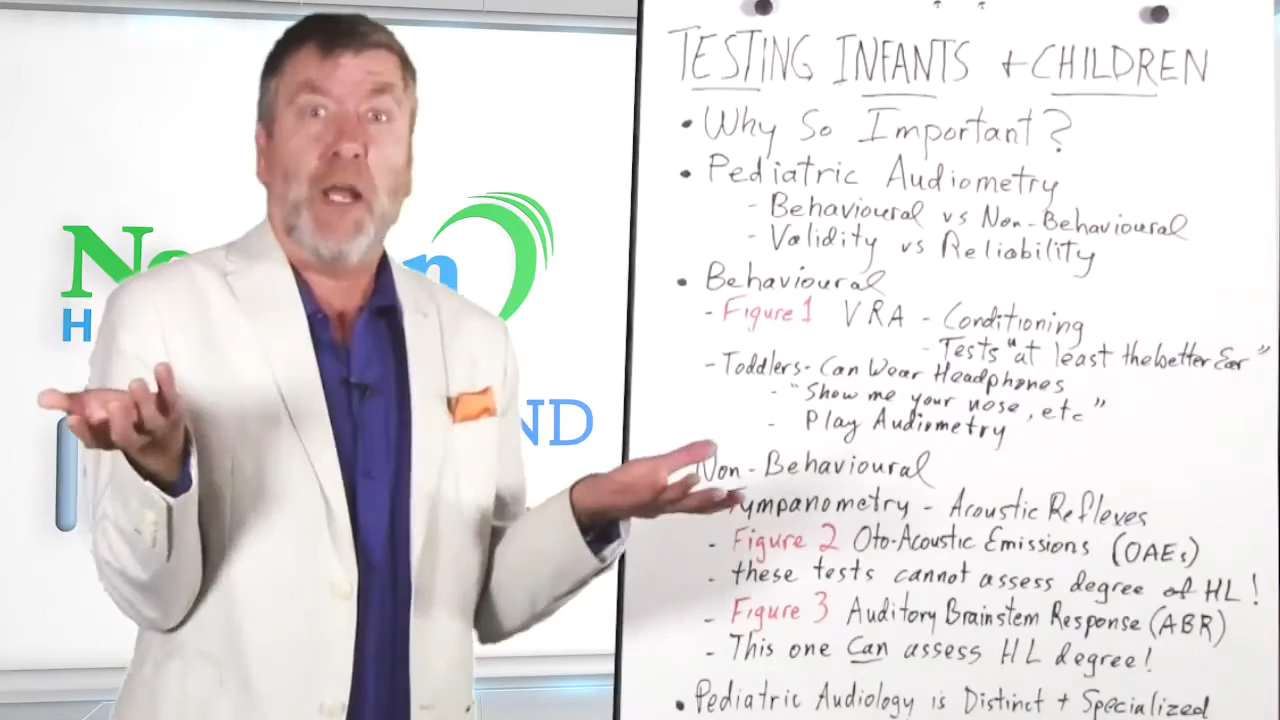 TESTING INFANTS + CHILDREN
• Why So Important?
• Pediatric Audiometry
- Behavioural vs Non-Behavioural
- Validity vs Reliability
• Behavioural
- Figure 1 VRA - Conditioning
- Tests "at least the better Ear"
- Toddlers - Can Wear Headphones
- "Show me your nose, etc"
- Play Audiometry
Non-Behavioural
Tympanometry - Acoustic Reflexes
- Figure 2 Oto-Acoustic Emissions (OAEs)
- these tests cannot assess degree of HL!
- Figure 3 Auditory Brainstem Response (ABR)
- This one Can assess HL degree!
• Pediatric Audiology is Distinct + Specialized
ND